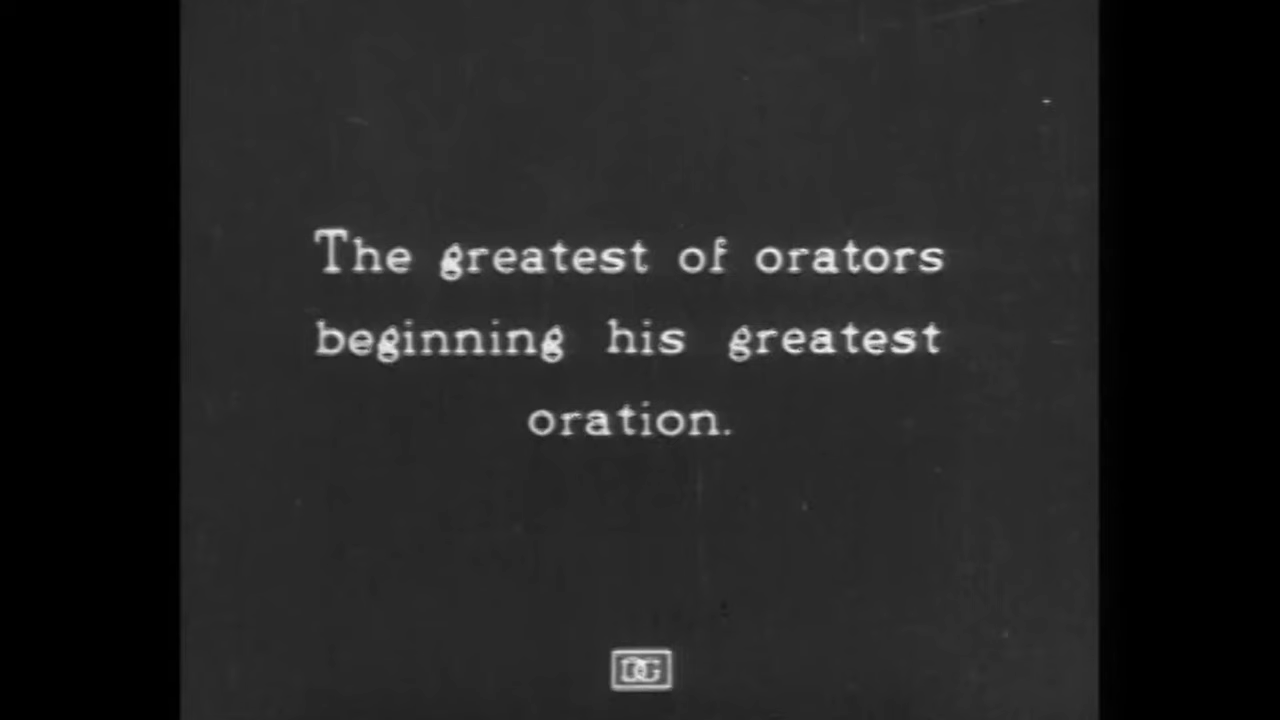 The greatest of orators
beginning his greatest
oration.
DG